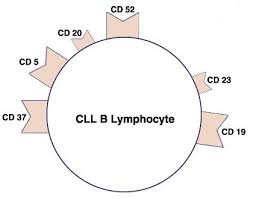 CD 52
CD 20
CD 5
CD 23
CD 37
CLL B Lymphocyte
CD 19